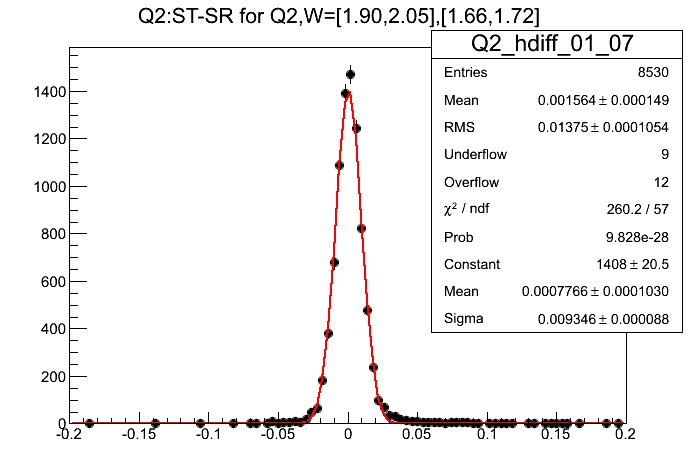 Q2:ST-SR for Q2,W=[1.90,2.05],[1.66,1.72]
Q2_hdiff_01_07
Entries 8530
Mean 0.001564 ± 0.000149
RMS 0.01375 ± 0.0001054
Underflow 9
Overflow 12
χ² / ndf 260.2 / 57
Prob 9.828e-28
Constant 1408 ± 20.5
Mean 0.0007766 ± 0.0001030
Sigma 0.009346 ± 0.000088
1400
1200
1000
800
600
400
200
0
-0.2 -0.15 -0.1 -0.05 0 0.05 0.1 0.15 0.2